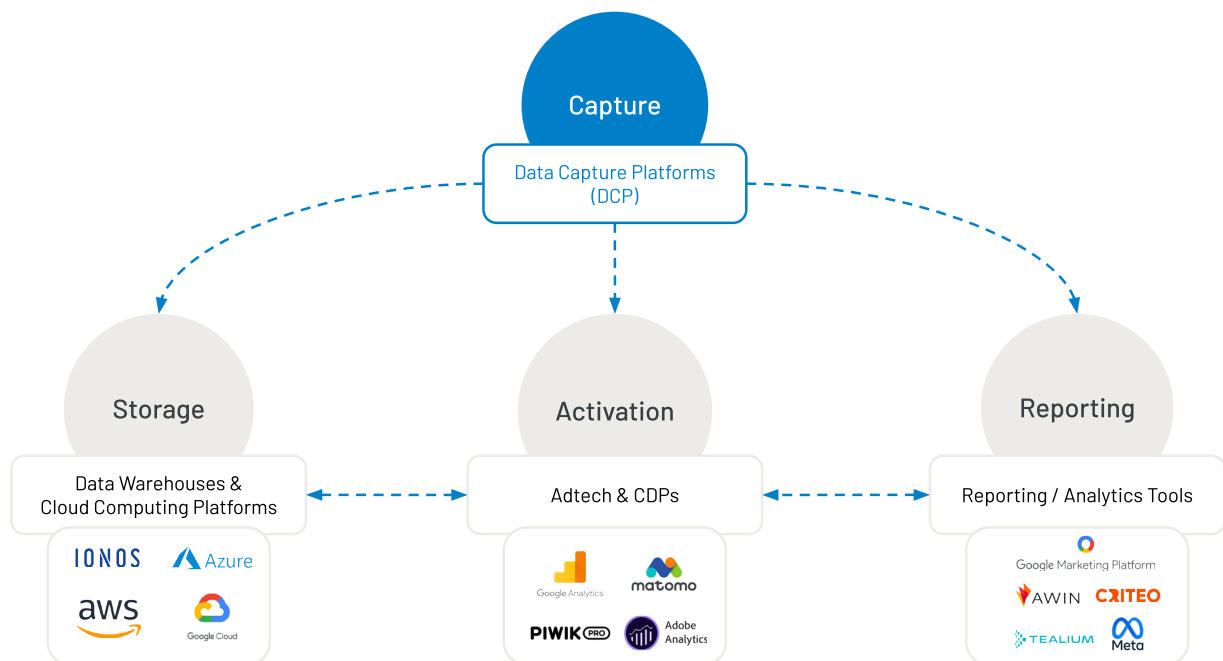 Capture
Data Capture Platforms
(DCP)
Storage
Activation
Reporting
Data Warehouses &
Cloud Computing Platforms
Adtech & CDPs
Reporting / Analytics Tools
IONOS
Azure
aws
Google Cloud
Google Analytics
matomo
PIWIK PRO
Adobe
Analytics
Google Marketing Platform
AWIN
CRITEO
TEALIUM
Meta